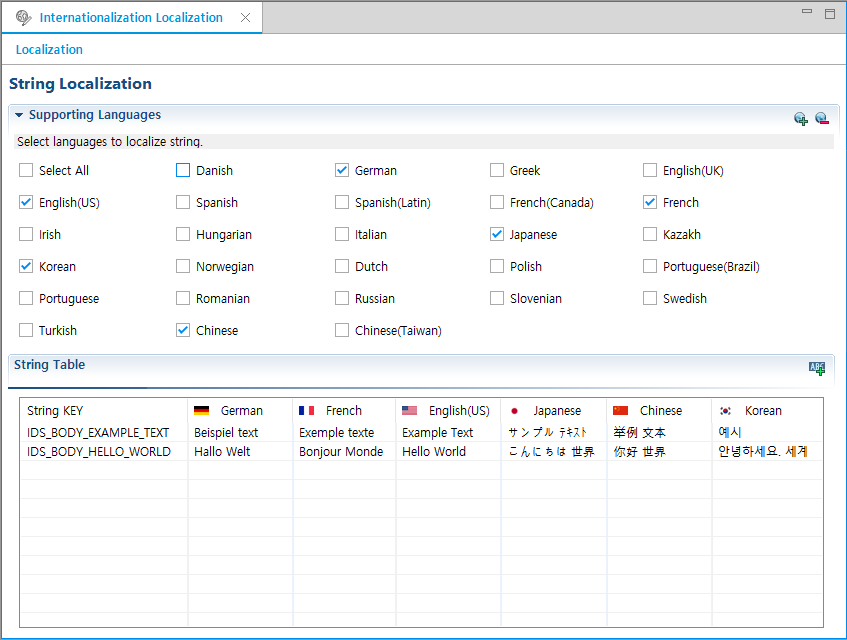 Internationalization Localization
Localization
String Localization
Supporting Languages
Select languages to localize string.
Select All Danish German Greek English(UK)
English(US) Spanish Spanish(Latin) French(Canada) French
Irish Hungarian Italian Japanese Kazakh
Korean Norwegian Dutch Polish Portuguese(Brazil)
Portuguese Romanian Russian Slovenian Swedish
Turkish Chinese Chinese(Taiwan)
String Table
ABC
String KEY German French English(US) Japanese Chinese Korean
IDS_BODY_EXAMPLE_TEXT Beispiel text Exemple texte Example Text サンプル テキスト 举例 文本 예시
IDS_BODY_HELLO_WORLD Hallo Welt Bonjour Monde Hello World こんにちは 世界 你好 世界 안녕하세요. 세계